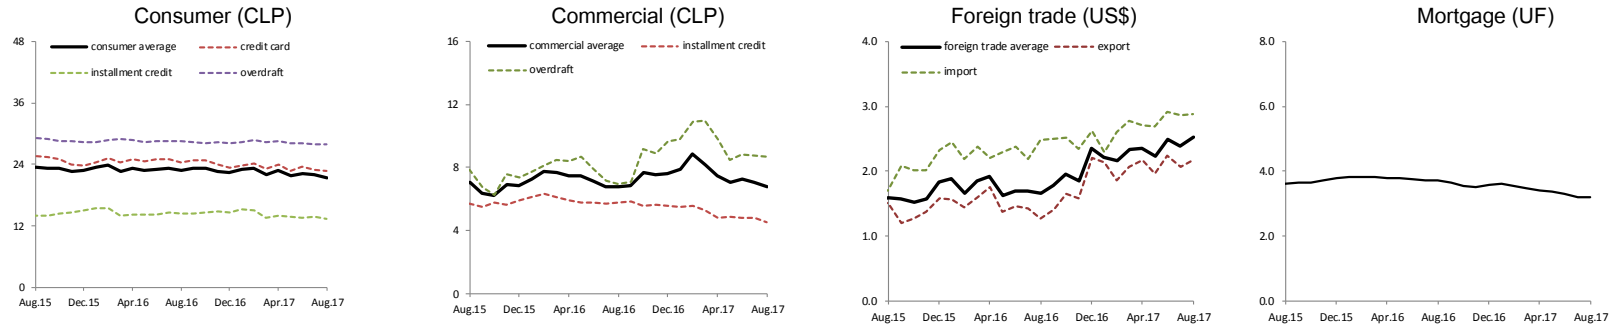 Consumer (CLP)
48
36
24
12
0
consumer average
credit card
installment credit
overdraft
Aug.15
Dec.15
Apr.16
Aug.16
Dec.16
Apr.17
Aug.17
Commercial (CLP)
16
12
8
4
0
commercial average
installment credit
overdraft
Aug.15
Dec.15
Apr.16
Aug.16
Dec.16
Apr.17
Aug.17
Foreign trade (US$)
4.0
3.0
2.0
1.0
0.0
foreign trade average
export
import
Aug.15
Dec.15
Apr.16
Aug.16
Dec.16
Apr.17
Aug.17
Mortgage (UF)
8.0
6.0
4.0
2.0
0.0
Aug.15
Dec.15
Apr.16
Aug.16
Dec.16
Apr.17
Aug.17